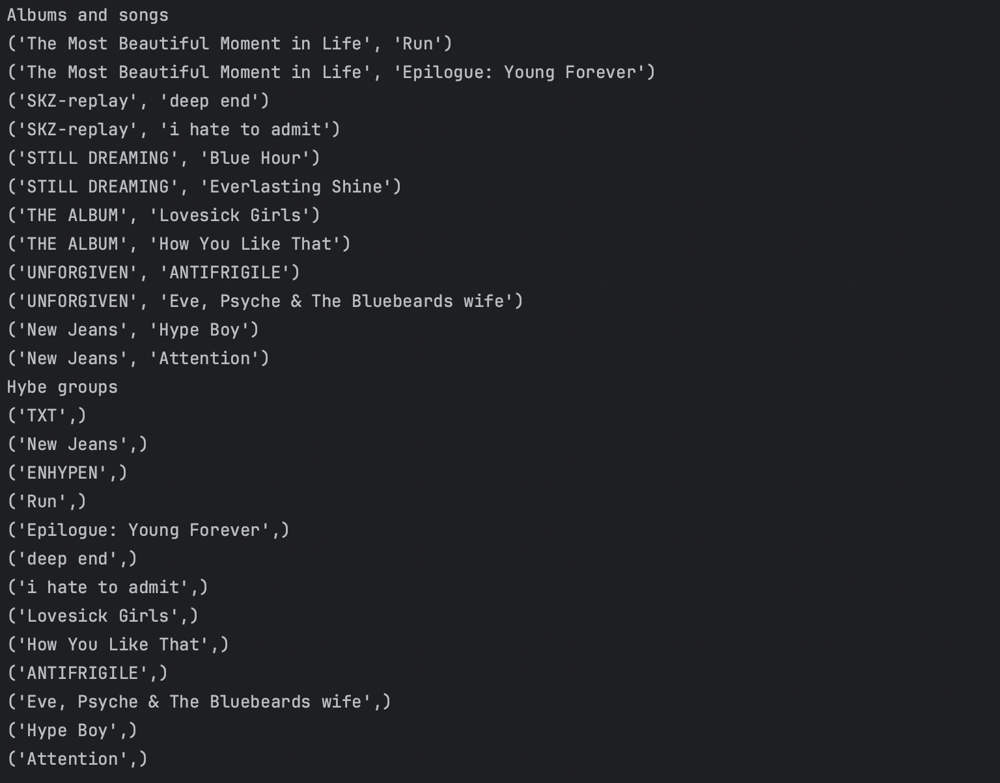 Albums and songs
('The Most Beautiful Moment in Life', 'Run')
('The Most Beautiful Moment in Life', 'Epilogue: Young Forever')
('SKZ-replay', 'deep end')
('SKZ-replay', 'i hate to admit')
('STILL DREAMING', 'Blue Hour')
('STILL DREAMING', 'Everlasting Shine')
('THE ALBUM', 'Lovesick Girls')
('THE ALBUM', 'How You Like That')
('UNFORGIVEN', 'ANTIFRIGILE')
('UNFORGIVEN', 'Eve, Psyche & The Bluebeards wife')
('New Jeans', 'Hype Boy')
('New Jeans', 'Attention')
Hybe groups
('TXT',)
('New Jeans',)
('ENHYPEN',)
('Run',)
('Epilogue: Young Forever',)
('deep end',)
('i hate to admit',)
('Lovesick Girls',)
('How You Like That',)
('ANTIFRIGILE',)
('Eve, Psyche & The Bluebeards wife',)
('Hype Boy',)
('Attention',)